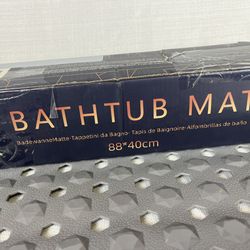 BATHTUB MAT
BadewanneMatte·Tappetini da Bagno· Tapis de Baignoire·Alfombrillas de baño
88*40cm